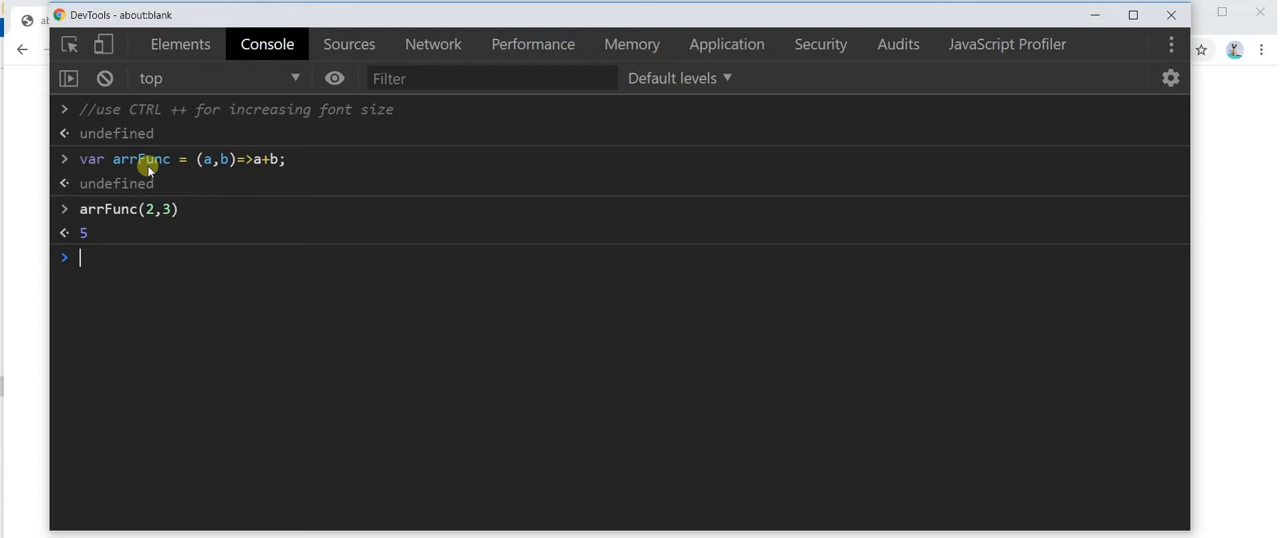 ab
DevTools - about:blank
Elements Console Sources Network Performance Memory Application Security Audits JavaScript Profiler
top Filter Default levels
> //use CTRL ++ for increasing font size
undefined
> var arrFunc = (a,b)=>a+b;
undefined
> arrFunc(2,3)
5
>